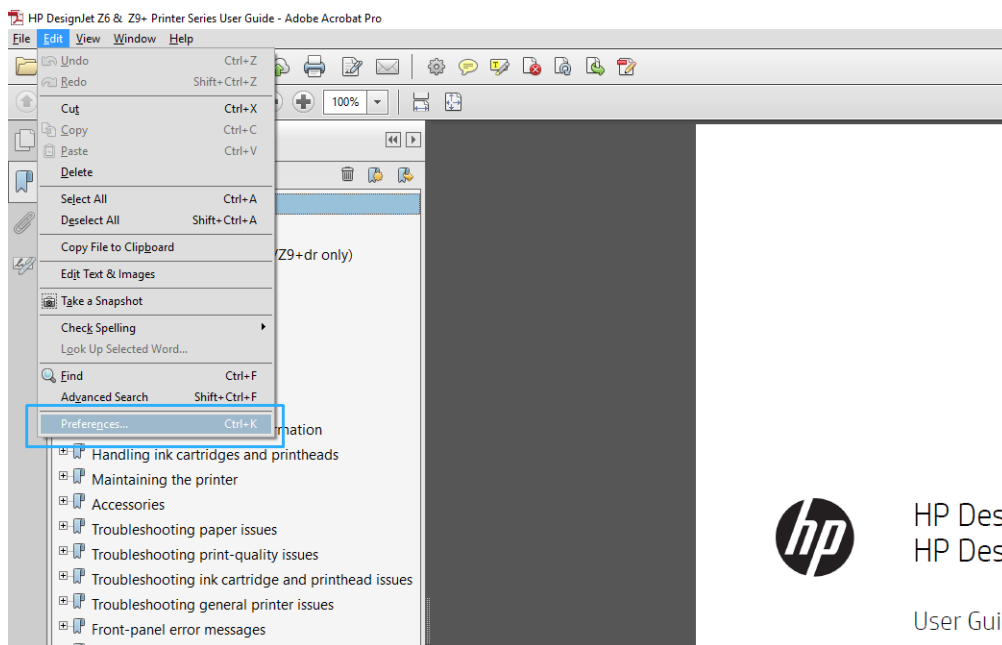 HP DesignJet Z6 & Z9+ Printer Series User Guide - Adobe Acrobat Pro
File Edit View Window Help
Undo Ctrl+Z
Redo Shift+Ctrl+Z
Cut Ctrl+X
Copy Ctrl+C
Paste Ctrl+V
Delete
Select All Ctrl+A
Deselect All Shift+Ctrl+A
Copy File to Clipboard
Edit Text & Images
Take a Snapshot
Check Spelling
Look Up Selected Word...
Find Ctrl+F
Advanced Search Shift+Ctrl+F
Preferences... Ctrl+K
100%
/Z9+dr only)
mation
Handling ink cartridges and printheads
Maintaining the printer
Accessories
Troubleshooting paper issues
Troubleshooting print-quality issues
Troubleshooting ink cartridge and printhead issues
Troubleshooting general printer issues
Front-panel error messages
hp
HP Des
HP Des
User Gui